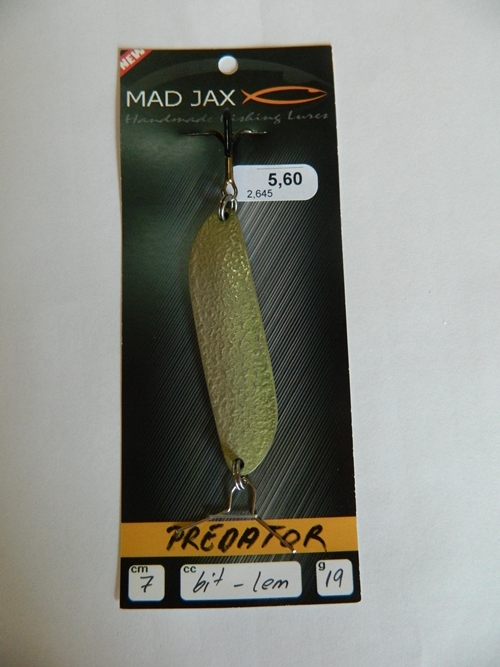 NEW
MAD JAX
Handmade Fishing Lures
5,60
2,645
PREDATOR
cm
7
cc
bit - lem
g
19